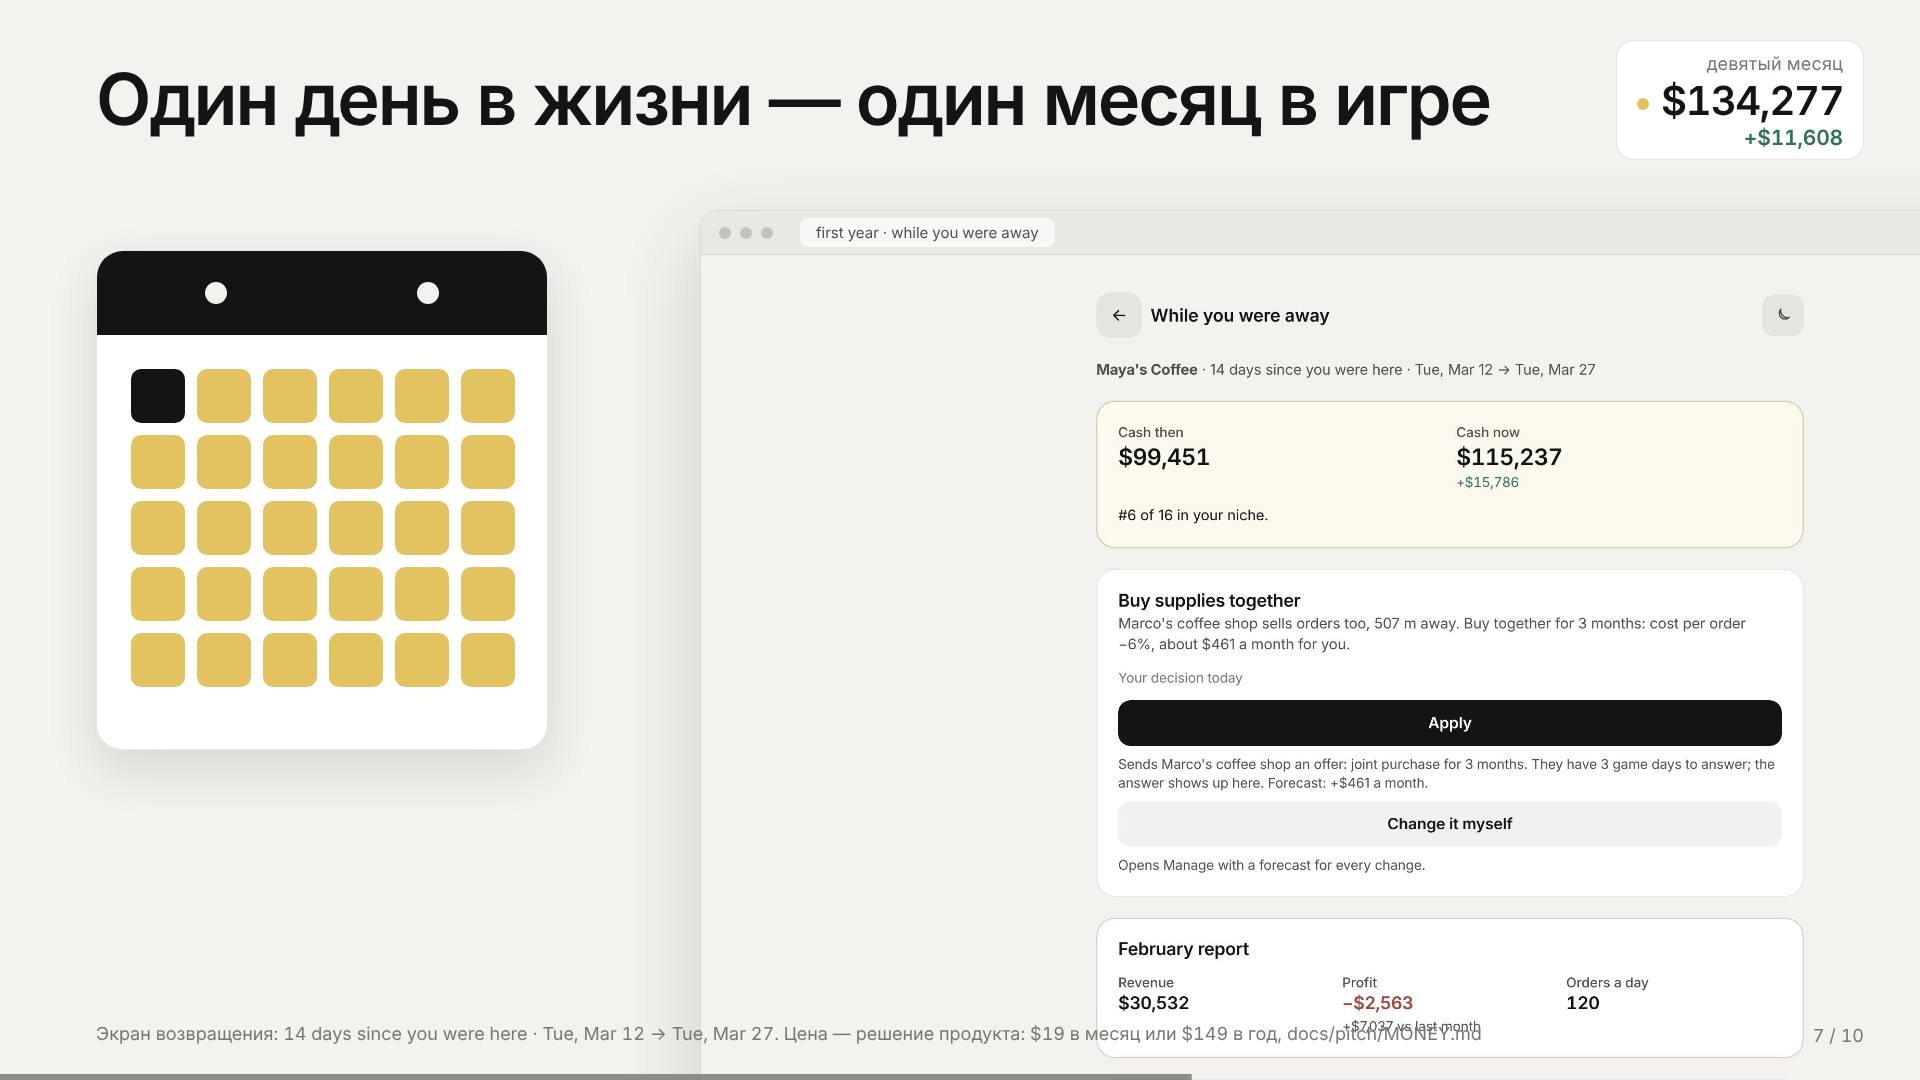 Один день в жизни — один месяц в игре
девятый месяц
$134,277
+$11,608
first year · while you were away
While you were away
Maya's Coffee · 14 days since you were here · Tue, Mar 12 → Tue, Mar 27
Cash then
$99,451
Cash now
$115,237
+$15,786
#6 of 16 in your niche.
Buy supplies together
Marco's coffee shop sells orders too, 507 m away. Buy together for 3 months: cost per order
−6%, about $461 a month for you.
Your decision today
Apply
Sends Marco's coffee shop an offer: joint purchase for 3 months. They have 3 game days to answer; the
answer shows up here. Forecast: +$461 a month.
Change it myself
Opens Manage with a forecast for every change.
February report
Revenue
$30,532
Profit
−$2,563
+$7,037 vs last month
Orders a day
120
Экран возвращения: 14 days since you were here · Tue, Mar 12 → Tue, Mar 27. Цена — решение продукта: $19 в месяц или $149 в год, docs/pitch/MONEY.md
7 / 10